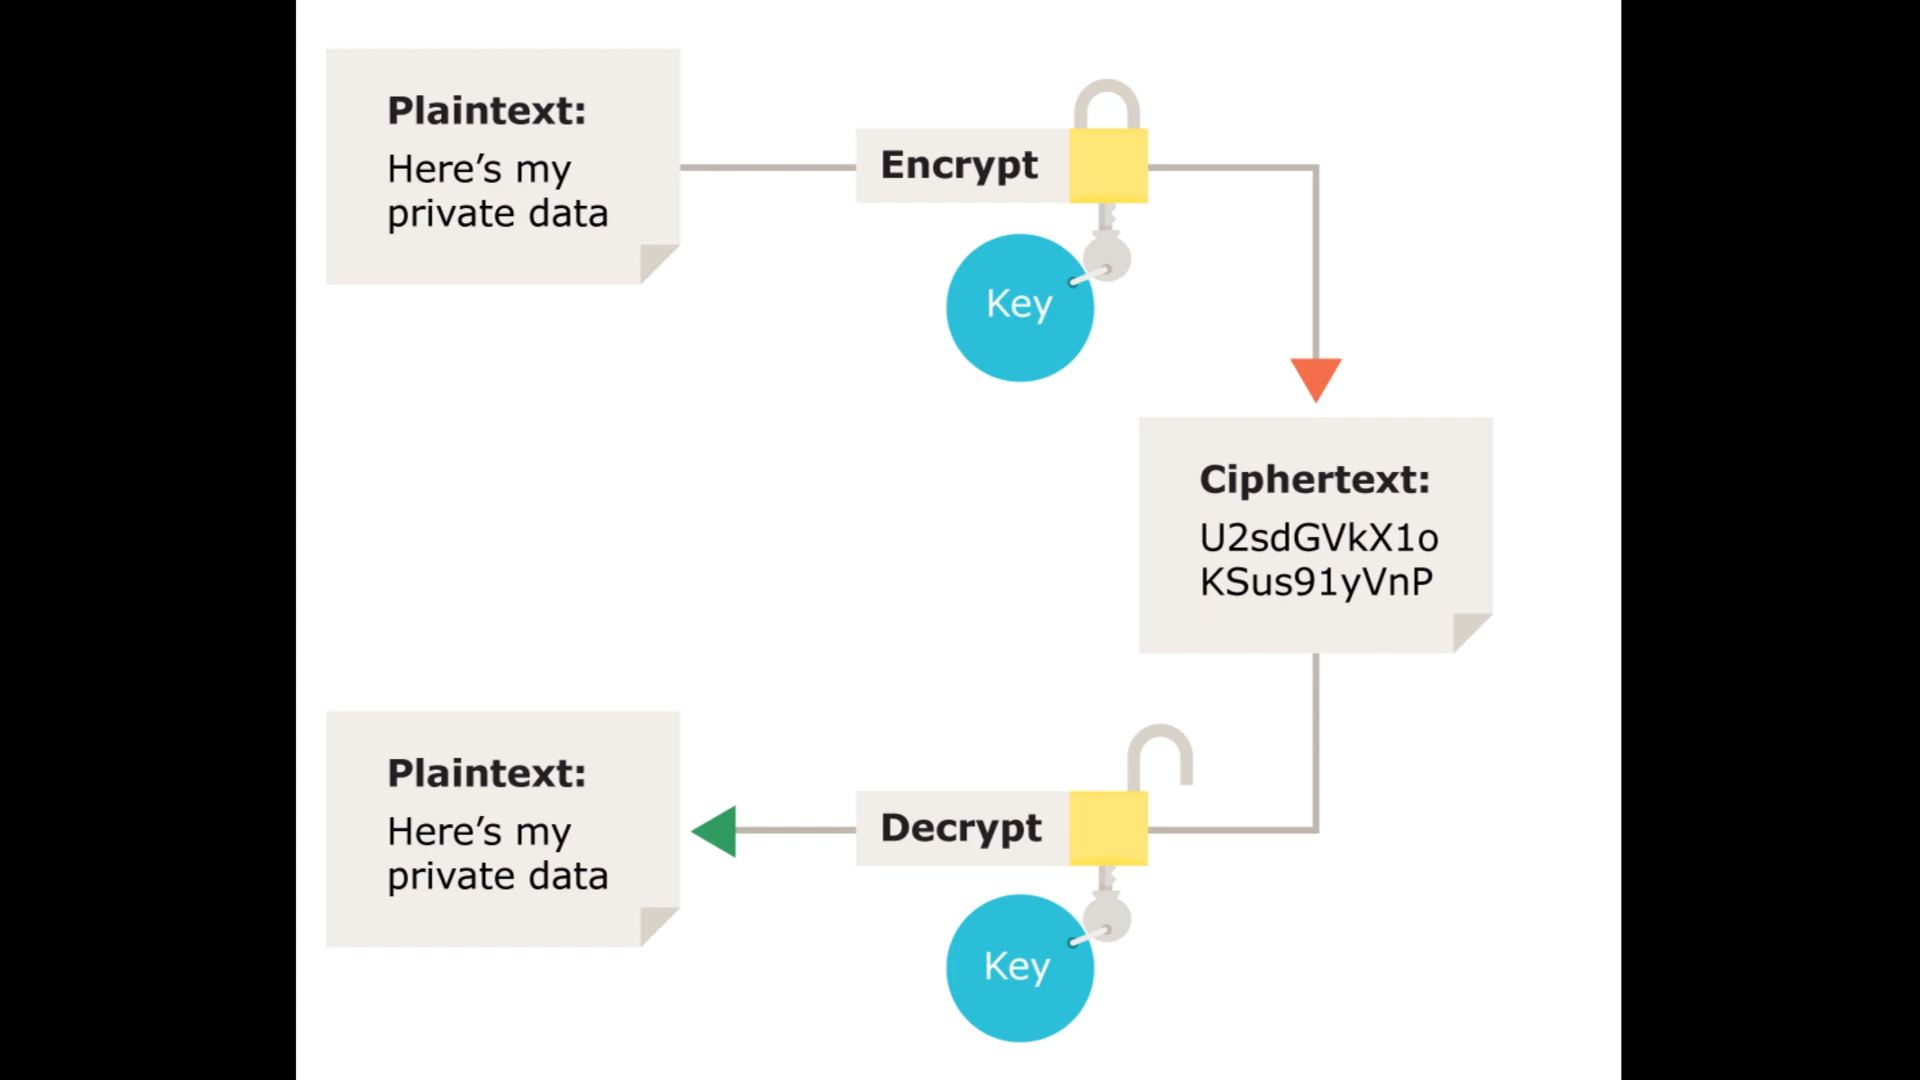 Plaintext:
Here’s my
private data
Encrypt
Key
Ciphertext:
U2sdGVkX1o
KSus91yVnP
Decrypt
Key
Plaintext:
Here’s my
private data